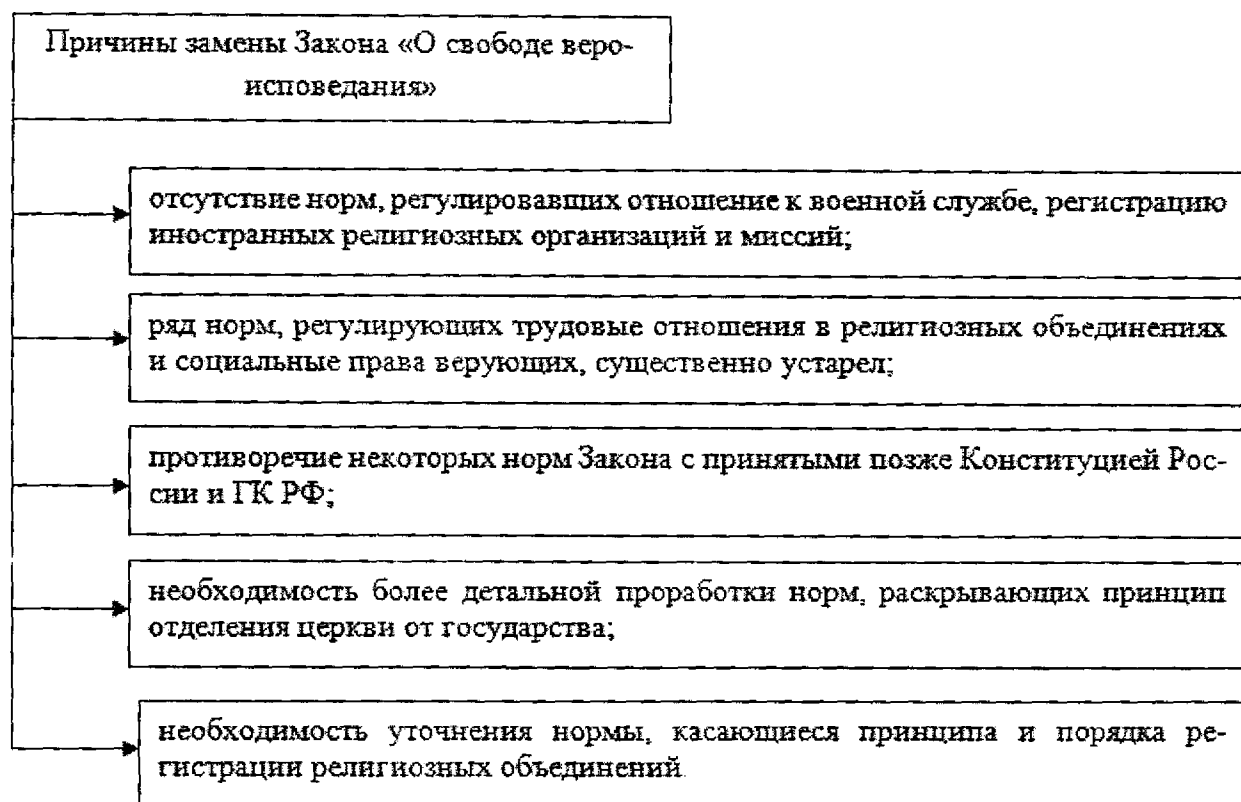 Причины замены Закона «О свободе веро-
исповедания»
отсутствие норм, регулировавших отношение к военной службе, регистрацию
иностранных религиозных организаций и миссий;
ряд норм, регулирующих трудовые отношения в религиозных объединениях
и социальные права верующих, существенно устарел;
противоречие некоторых норм Закона с принятыми позже Конституцией Рос-
сии и ГК РФ;
необходимость более детальной проработки норм, раскрывающих принцип
отделения церкви от государства;
необходимость уточнения нормы, касающиеся принципа и порядка ре-
гистрации религиозных объединений.